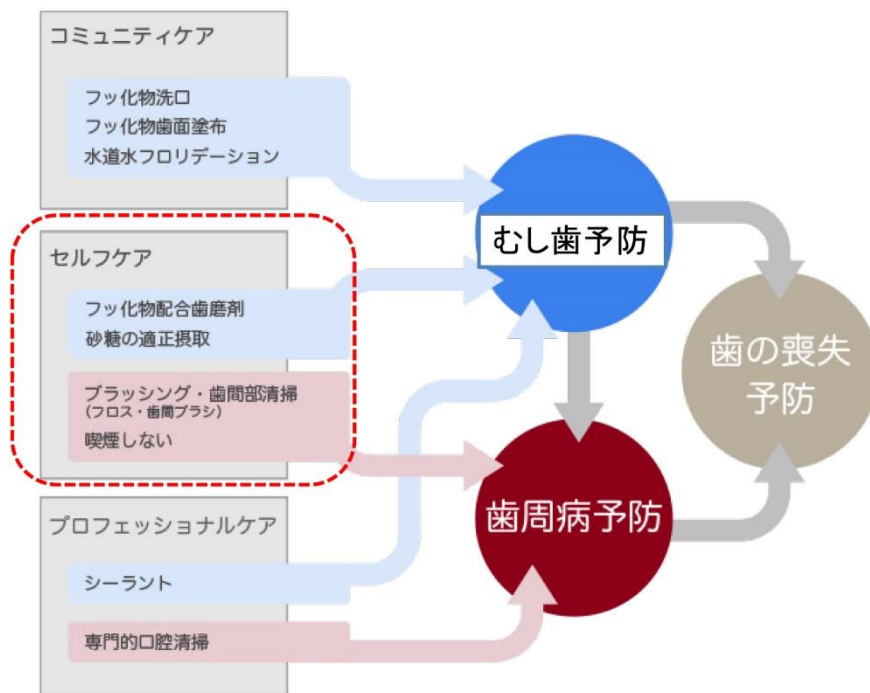 コミュニティケア
フッ化物洗口
フッ化物歯面塗布
水道水フロリデーション
セルフケア
フッ化物配合歯磨剤
砂糖の適正摂取
ブラッシング・歯間部清掃
(フロス・歯間ブラシ)
喫煙しない
プロフェッショナルケア
シーラント
専門的口腔清掃
むし歯予防
歯周病予防
歯の喪失
予防